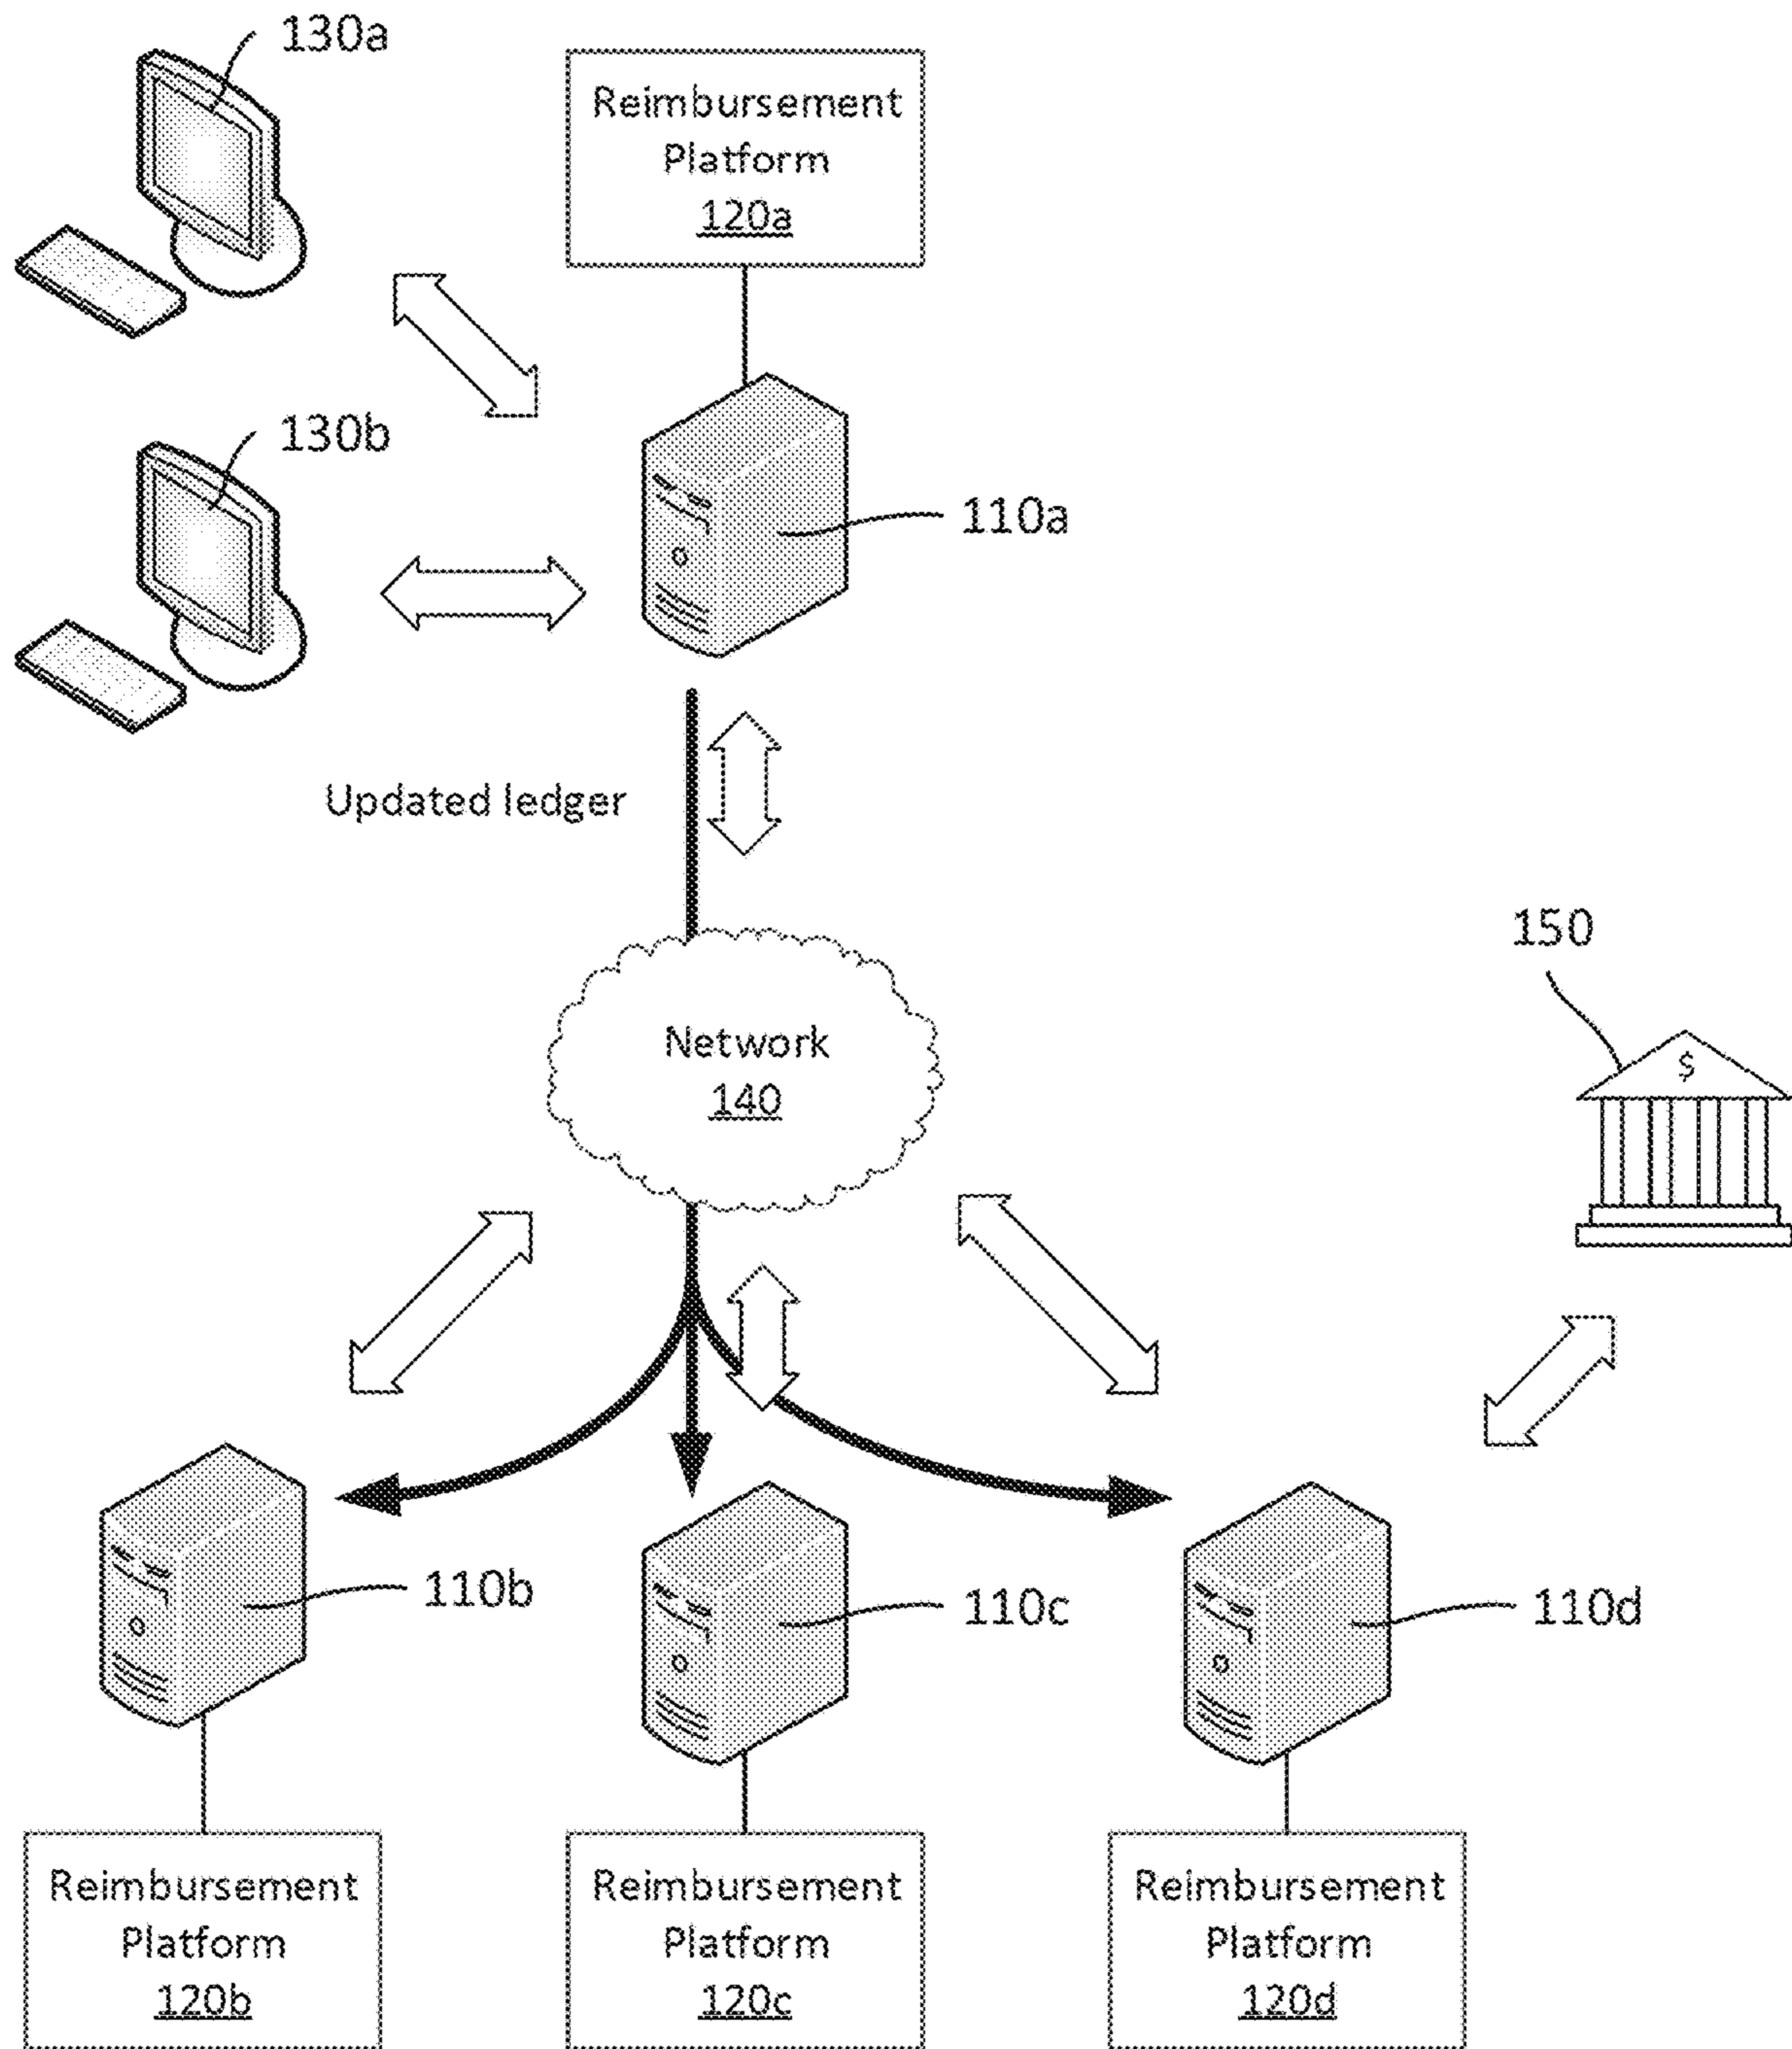 130a
Reimbursement
Platform
120a
130b
110a
Updated ledger
150
$
Network
140
110b
110c
110d
Reimbursement
Platform
120b
Reimbursement
Platform
120c
Reimbursement
Platform
120d